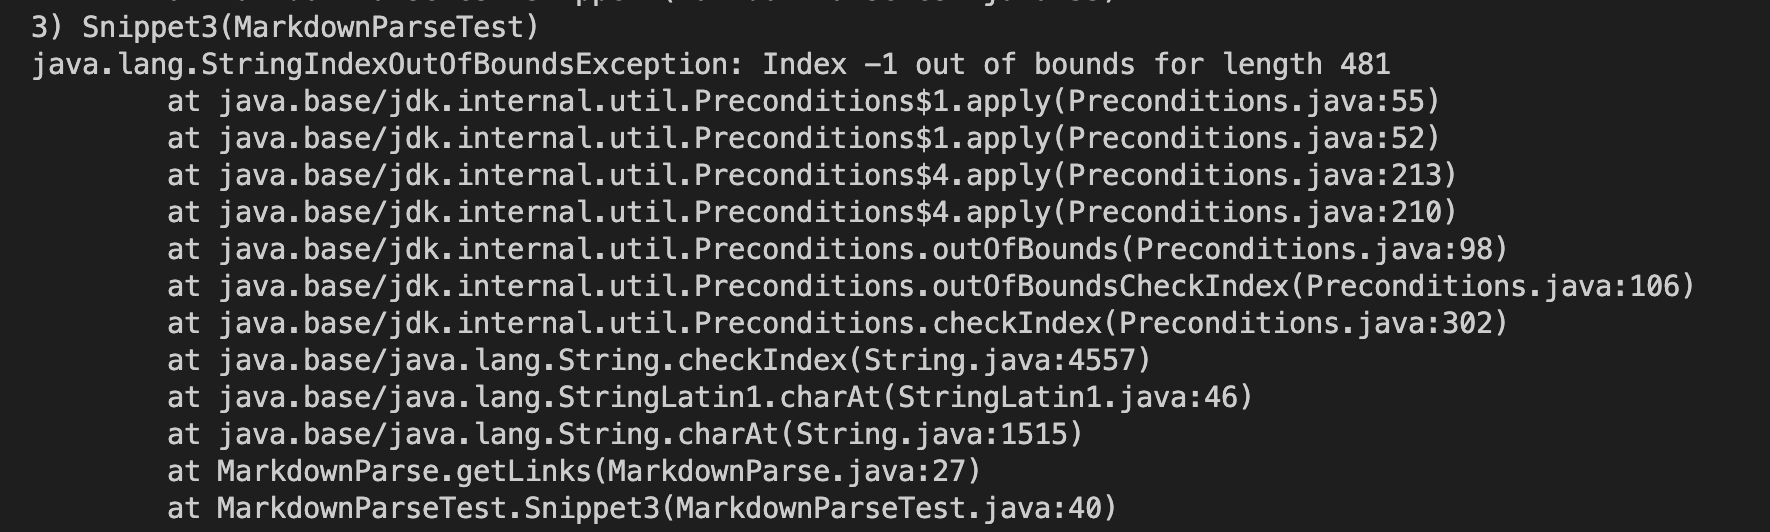 3) Snippet3(MarkdownParseTest)
java.lang.StringIndexOutOfBoundsException: Index -1 out of bounds for length 481
        at java.base/jdk.internal.util.Preconditions$1.apply(Preconditions.java:55)
        at java.base/jdk.internal.util.Preconditions$1.apply(Preconditions.java:52)
        at java.base/jdk.internal.util.Preconditions$4.apply(Preconditions.java:213)
        at java.base/jdk.internal.util.Preconditions$4.apply(Preconditions.java:210)
        at java.base/jdk.internal.util.Preconditions.outOfBounds(Preconditions.java:98)
        at java.base/jdk.internal.util.Preconditions.outOfBoundsCheckIndex(Preconditions.java:106)
        at java.base/jdk.internal.util.Preconditions.checkIndex(Preconditions.java:302)
        at java.base/java.lang.String.checkIndex(String.java:4557)
        at java.base/java.lang.StringLatin1.charAt(StringLatin1.java:46)
        at java.base/java.lang.String.charAt(String.java:1515)
        at MarkdownParse.getLinks(MarkdownParse.java:27)
        at MarkdownParseTest.Snippet3(MarkdownParseTest.java:40)